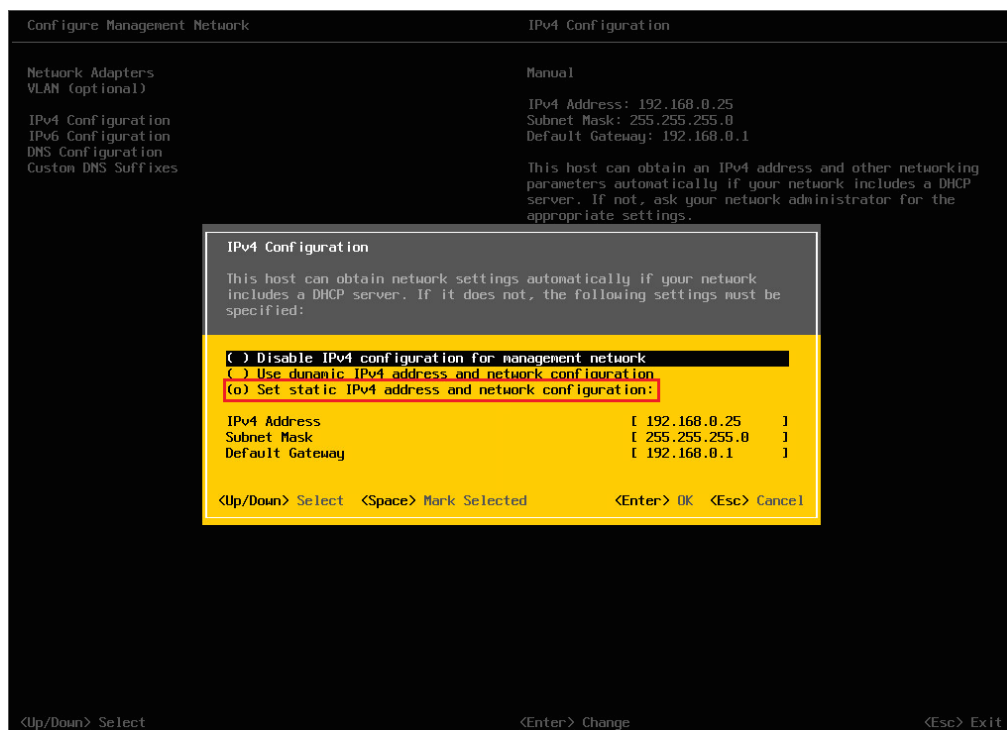 Configure Management Network
IPv4 Configuration
Network Adapters
VLAN (optional)
IPv4 Configuration
IPv6 Configuration
DNS Configuration
Custom DNS Suffixes
Manual
IPv4 Address: 192.168.0.25
Subnet Mask: 255.255.255.0
Default Gateway: 192.168.0.1
This host can obtain an IPv4 address and other networking
parameters automatically if your network includes a DHCP
server. If not, ask your network administrator for the
appropriate settings.
IPv4 Configuration
This host can obtain network settings automatically if your network
includes a DHCP server. If it does not, the following settings must be
specified:
( ) Disable IPv4 configuration for management network
( ) Use dynamic IPv4 address and network configuration
(o) Set static IPv4 address and network configuration:
IPv4 Address [ 192.168.0.25 ]
Subnet Mask [ 255.255.255.0 ]
Default Gateway [ 192.168.0.1 ]
<Up/Down> Select <Space> Mark Selected <Enter> OK <Esc> Cancel
<Up/Down> Select <Enter> Change <Esc> Exit